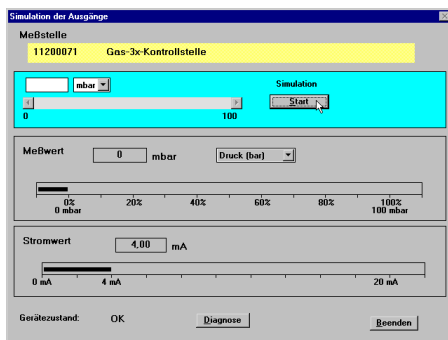 Simulation der Ausgänge
Meßstelle
11200071 Gas-3x-Kontrollstelle
mbar
Simulation
Start
0 100
Meßwert 0 mbar Druck (bar)
0% 20% 40% 60% 80% 100%
0 mbar 100 mbar
Stromwert 4,00 mA
0 mA 4 mA 20 mA
Gerätezustand: OK Diagnose Beenden